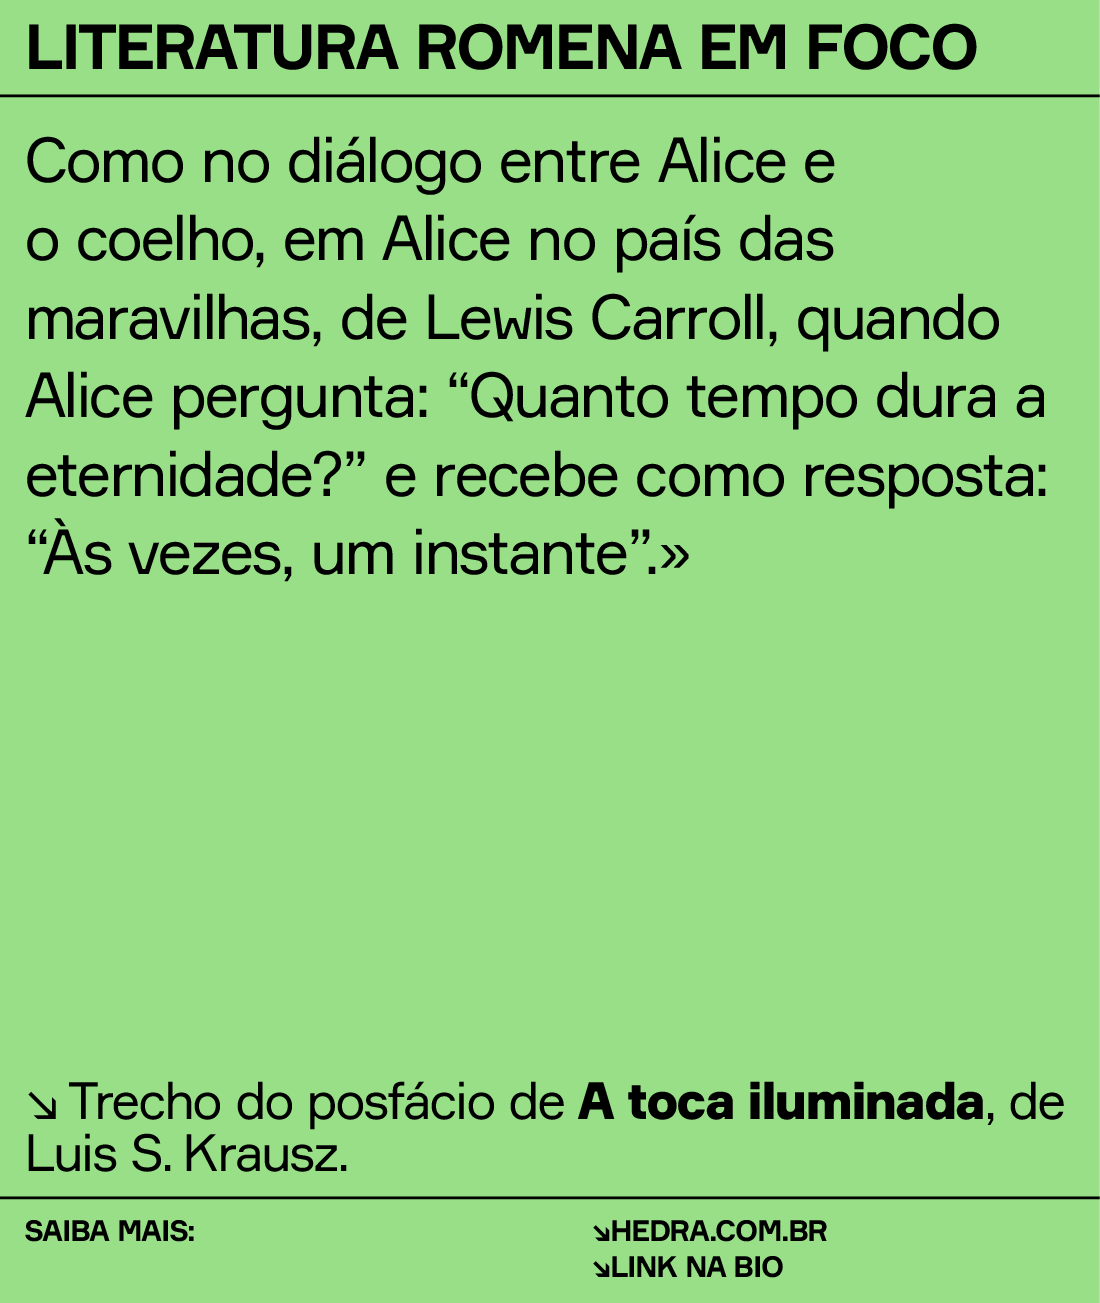 LITERATURA ROMENA EM FOCO
Como no diálogo entre Alice e
o coelho, em Alice no país das
maravilhas, de Lewis Carroll, quando
Alice pergunta: “Quanto tempo dura a
eternidade?” e recebe como resposta:
“Às vezes, um instante”.»
↘ Trecho do posfácio de A toca iluminada, de
Luis S. Krausz.
SAIBA MAIS:
↘HEDRA.COM.BR
↘LINK NA BIO